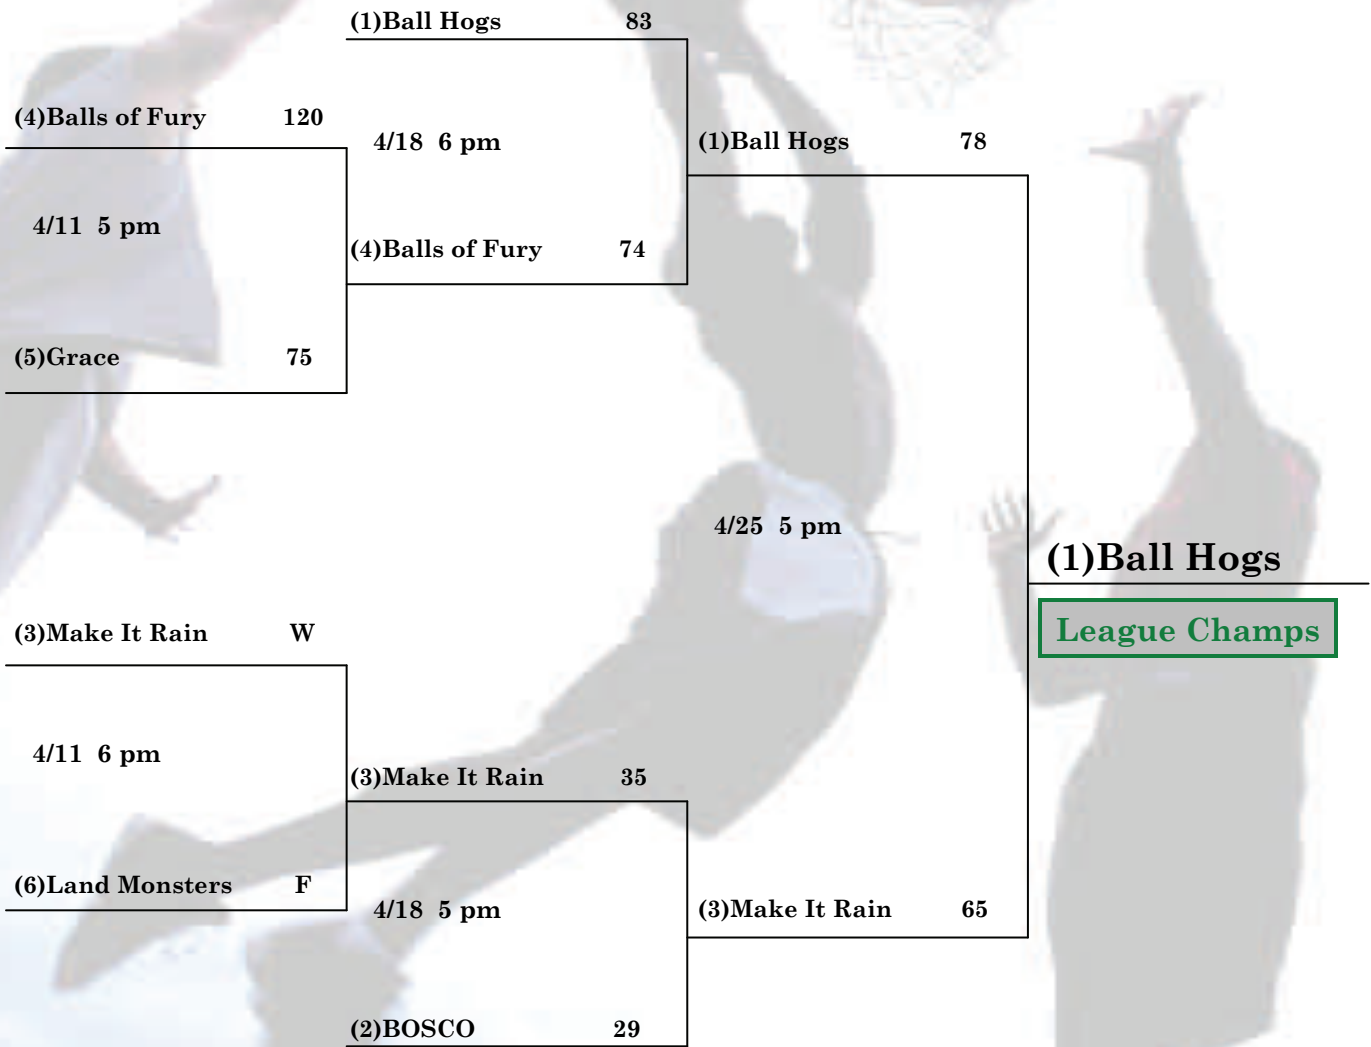 (1)Ball Hogs 83
(4)Balls of Fury 120
4/18 6 pm
(1)Ball Hogs 78
4/11 5 pm
(4)Balls of Fury 74
(5)Grace 75
4/25 5 pm
(1)Ball Hogs
League Champs
(3)Make It Rain W
4/11 6 pm
(3)Make It Rain 35
(6)Land Monsters F
4/18 5 pm
(3)Make It Rain 65
(2)BOSCO 29